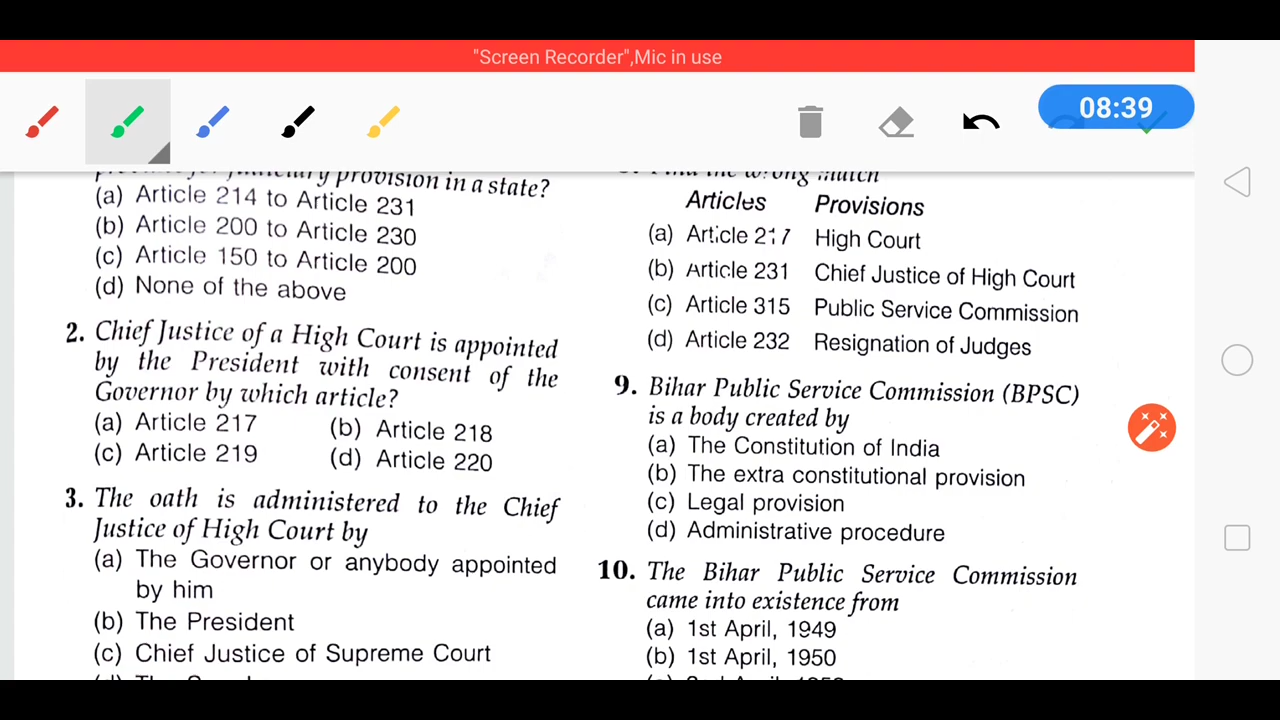 "Screen Recorder",Mic in use
08:39
provision in a state?
(a) Article 214 to Article 231
(b) Article 200 to Article 230
(c) Article 150 to Article 200
(d) None of the above
2. Chief Justice of a High Court is appointed
by the President with consent of the
Governor by which article?
(a) Article 217 (b) Article 218
(c) Article 219 (d) Article 220
3. The oath is administered to the Chief
Justice of High Court by
(a) The Governor or anybody appointed
by him
(b) The President
(c) Chief Justice of Supreme Court
the wrong match
Articles Provisions
(a) Article 217 High Court
(b) Article 231 Chief Justice of High Court
(c) Article 315 Public Service Commission
(d) Article 232 Resignation of Judges
9. Bihar Public Service Commission (BPSC)
is a body created by
(a) The Constitution of India
(b) The extra constitutional provision
(c) Legal provision
(d) Administrative procedure
10. The Bihar Public Service Commission
came into existence from
(a) 1st April, 1949
(b) 1st April, 1950